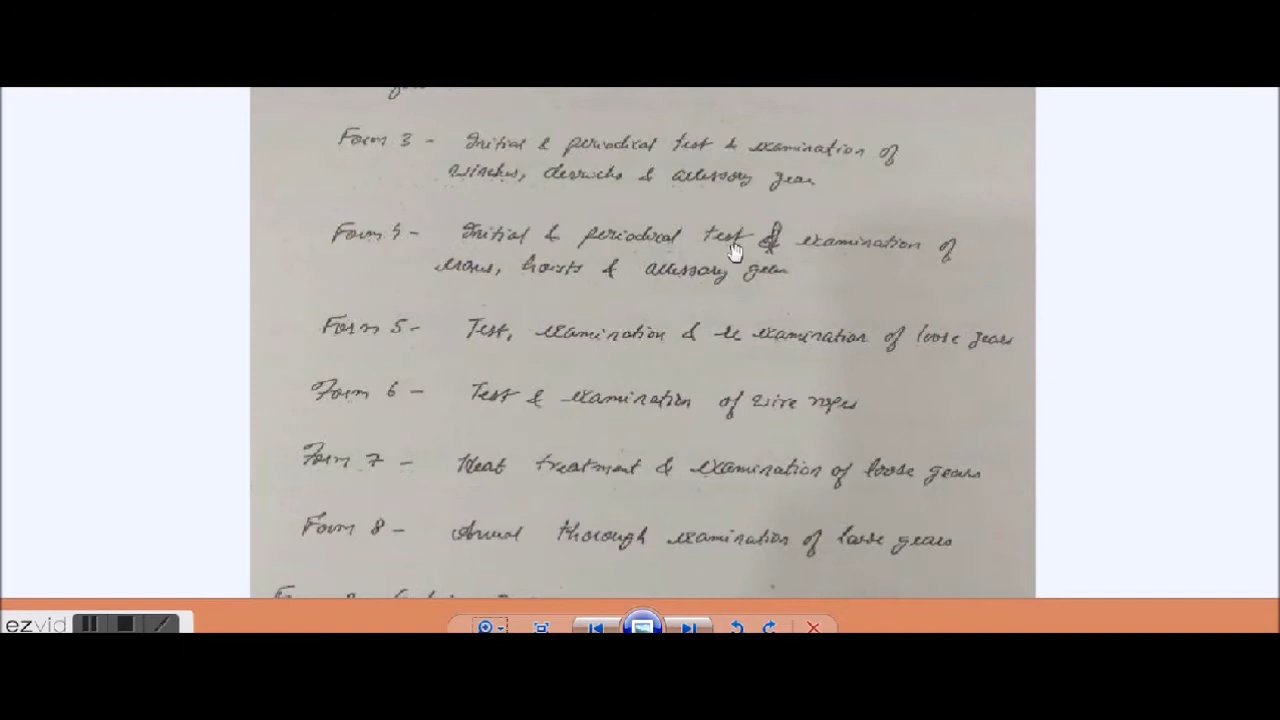 Form 3 - Initial & periodical test & examination of
winches, derricks & accessory gear
Form 4 - Initial & periodical test & examination of
cranes, hoists & accessory gear
Form 5 - Test, examination & re examination of loose gears
Form 6 - Test & examination of wire ropes
Form 7 - Heat treatment & examination of loose gears
Form 8 - Annual thorough examination of loose gears
ezvid